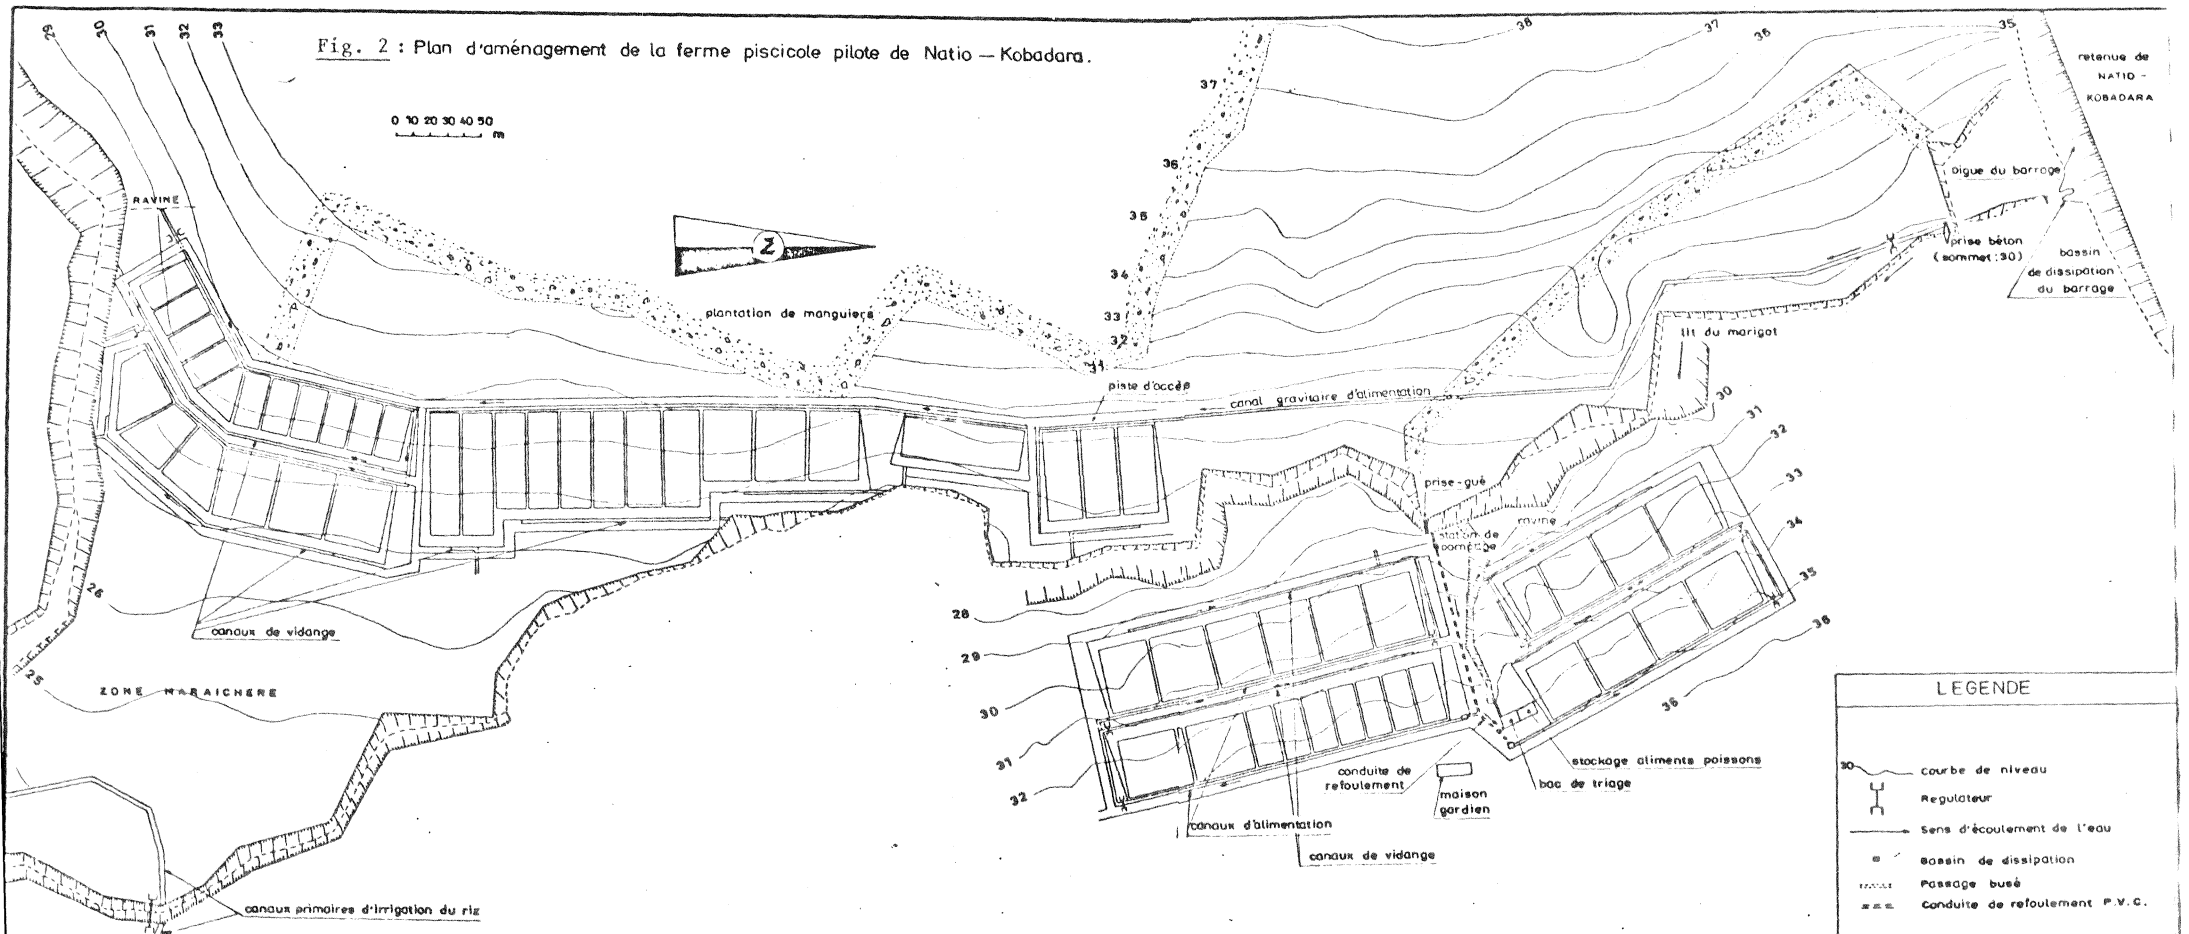 29 30 31 32 33
Fig. 2 : Plan d'aménagement de la ferme piscicole pilote de Natio – Kobadara.
0 10 20 30 40 50
m
38 37 36 35
retenue de
NATIO -
KOBADARA
37
36
35
34
33
32
31
RAVINE
Z
plantation de manguiers
Digue du barrage
prise béton
(sommet : 30)
bassin
de dissipation
du barrage
lit du marigot
piste d'accès
canal gravitaire d'alimentation
30
31
32
33
34
35
36
36
prise-gué
ravine
station de
pompage
28
29
30
31
32
26
25
canaux de vidange
ZONE MARAICHERE
canaux primaires d'irrigation du riz
conduite de
refoulement
maison
gardien
stockage aliments poissons
bac de triage
canaux d'alimentation
canaux de vidange
LEGENDE
30 courbe de niveau
Regulateur
Sens d'écoulement de l'eau
Bassin de dissipation
Passage busé
Conduite de refoulement P.V.C.